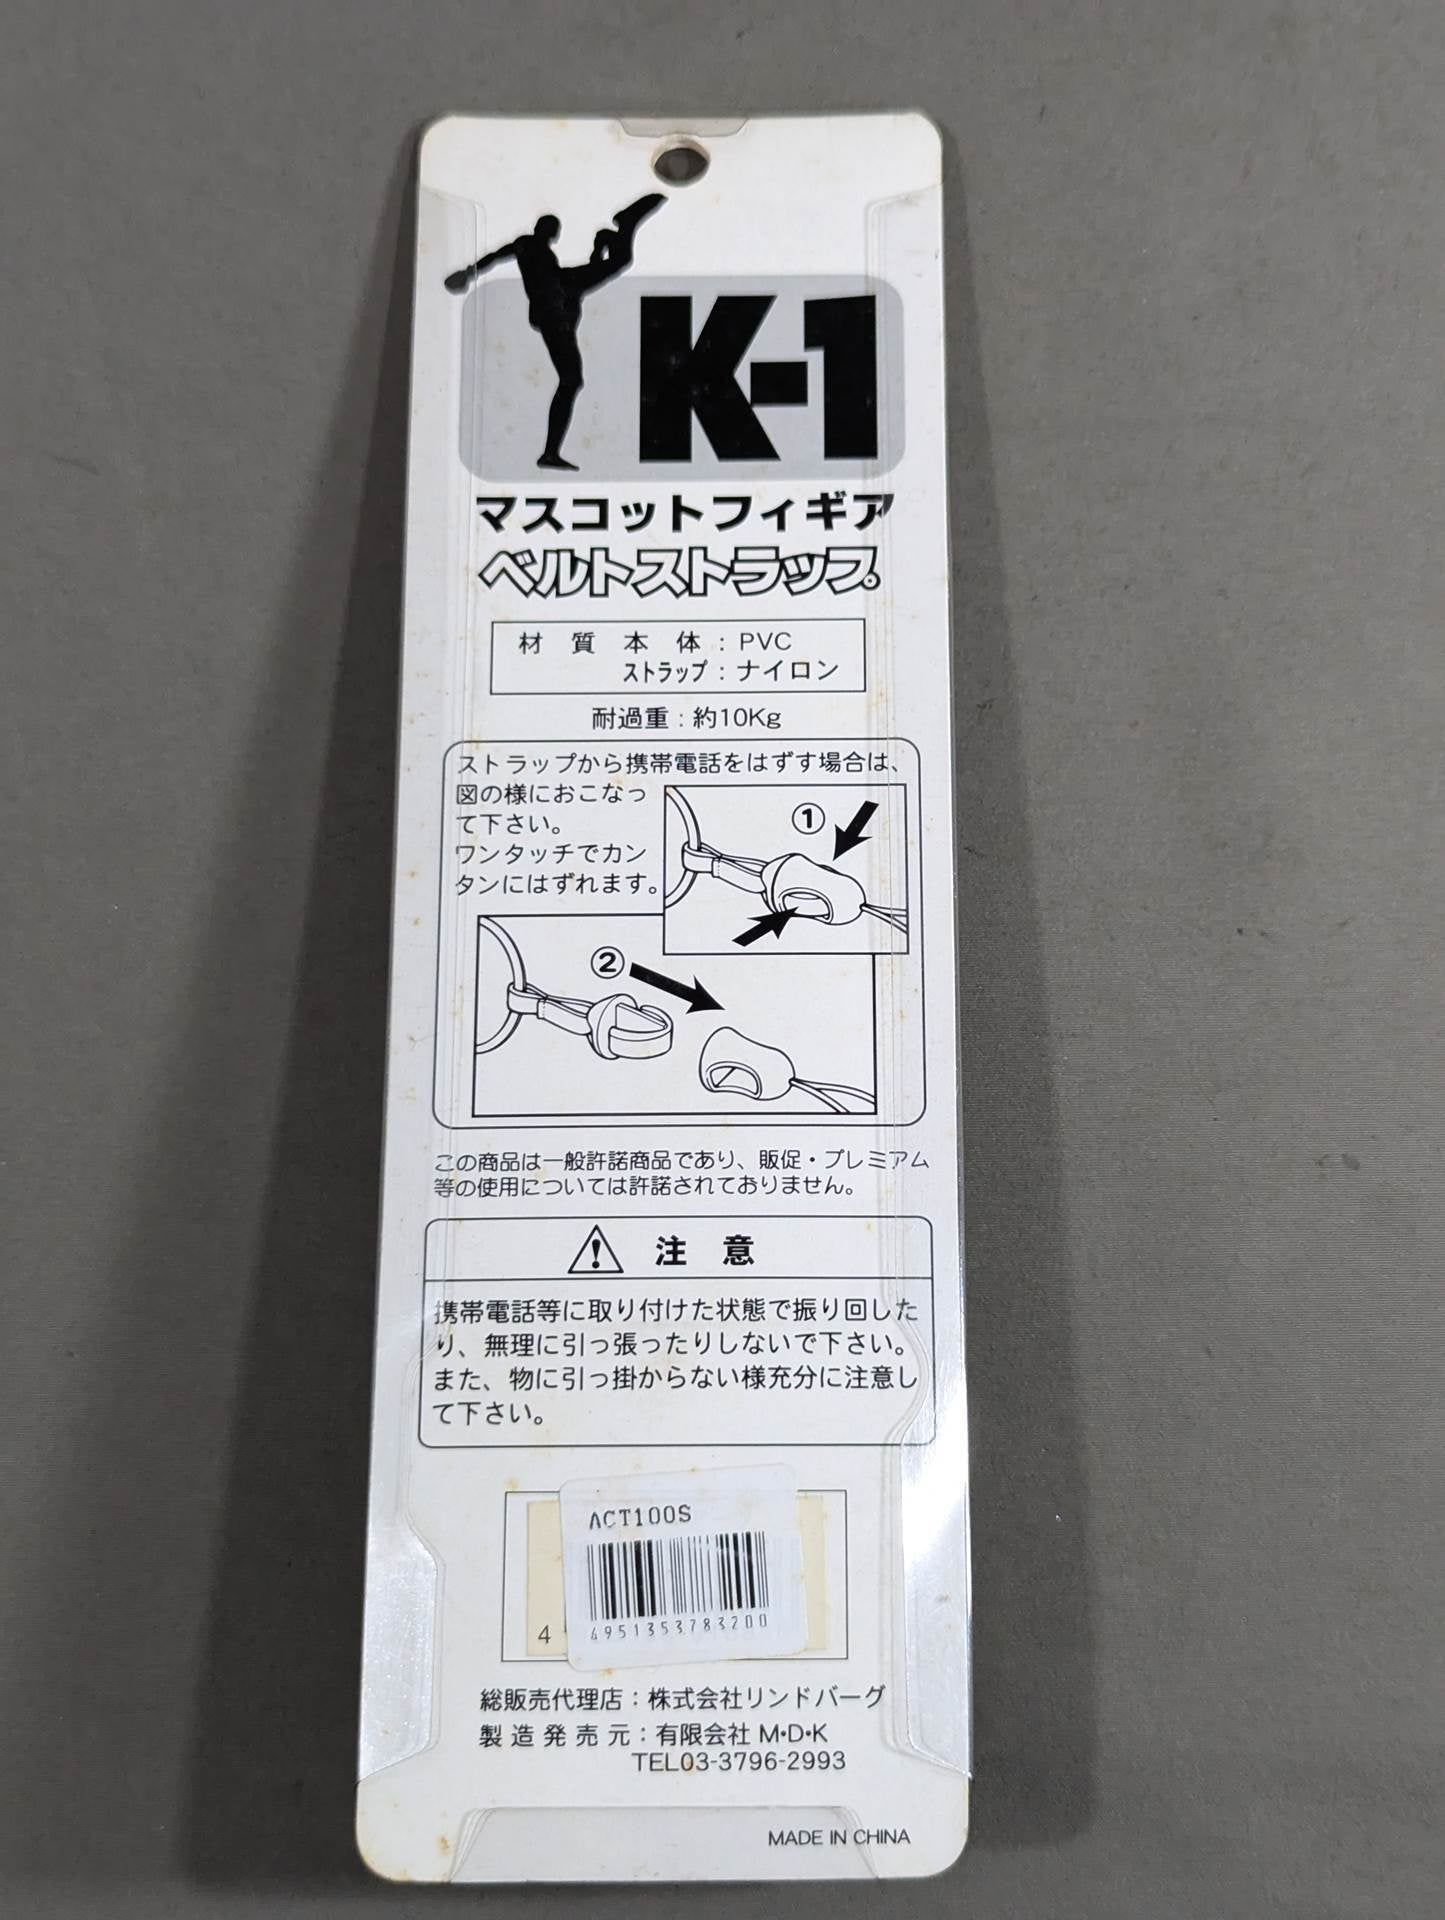 K-1
マスコットフィギア
ベルトストラップ
材質本体：PVC
ストラップ：ナイロン
耐過重：約10Kg
ストラップから携帯電話をはずす場合は、
図の様におこなっ
て下さい。
ワンタッチでカン
タンにはずれます。
①
②
この商品は一般許諾商品であり、販促・プレミアム
等の使用については許諾されておりません。
注意
携帯電話等に取り付けた状態で振り回した
り、無理に引っ張ったりしないで下さい。
また、物に引っ掛からない様充分に注意し
て下さい。
ACT100S
4
4951353783200
総販売代理店：株式会社リンドバーグ
製造発売元：有限会社 M・D・K
TEL03-3796-2993
MADE IN CHINA